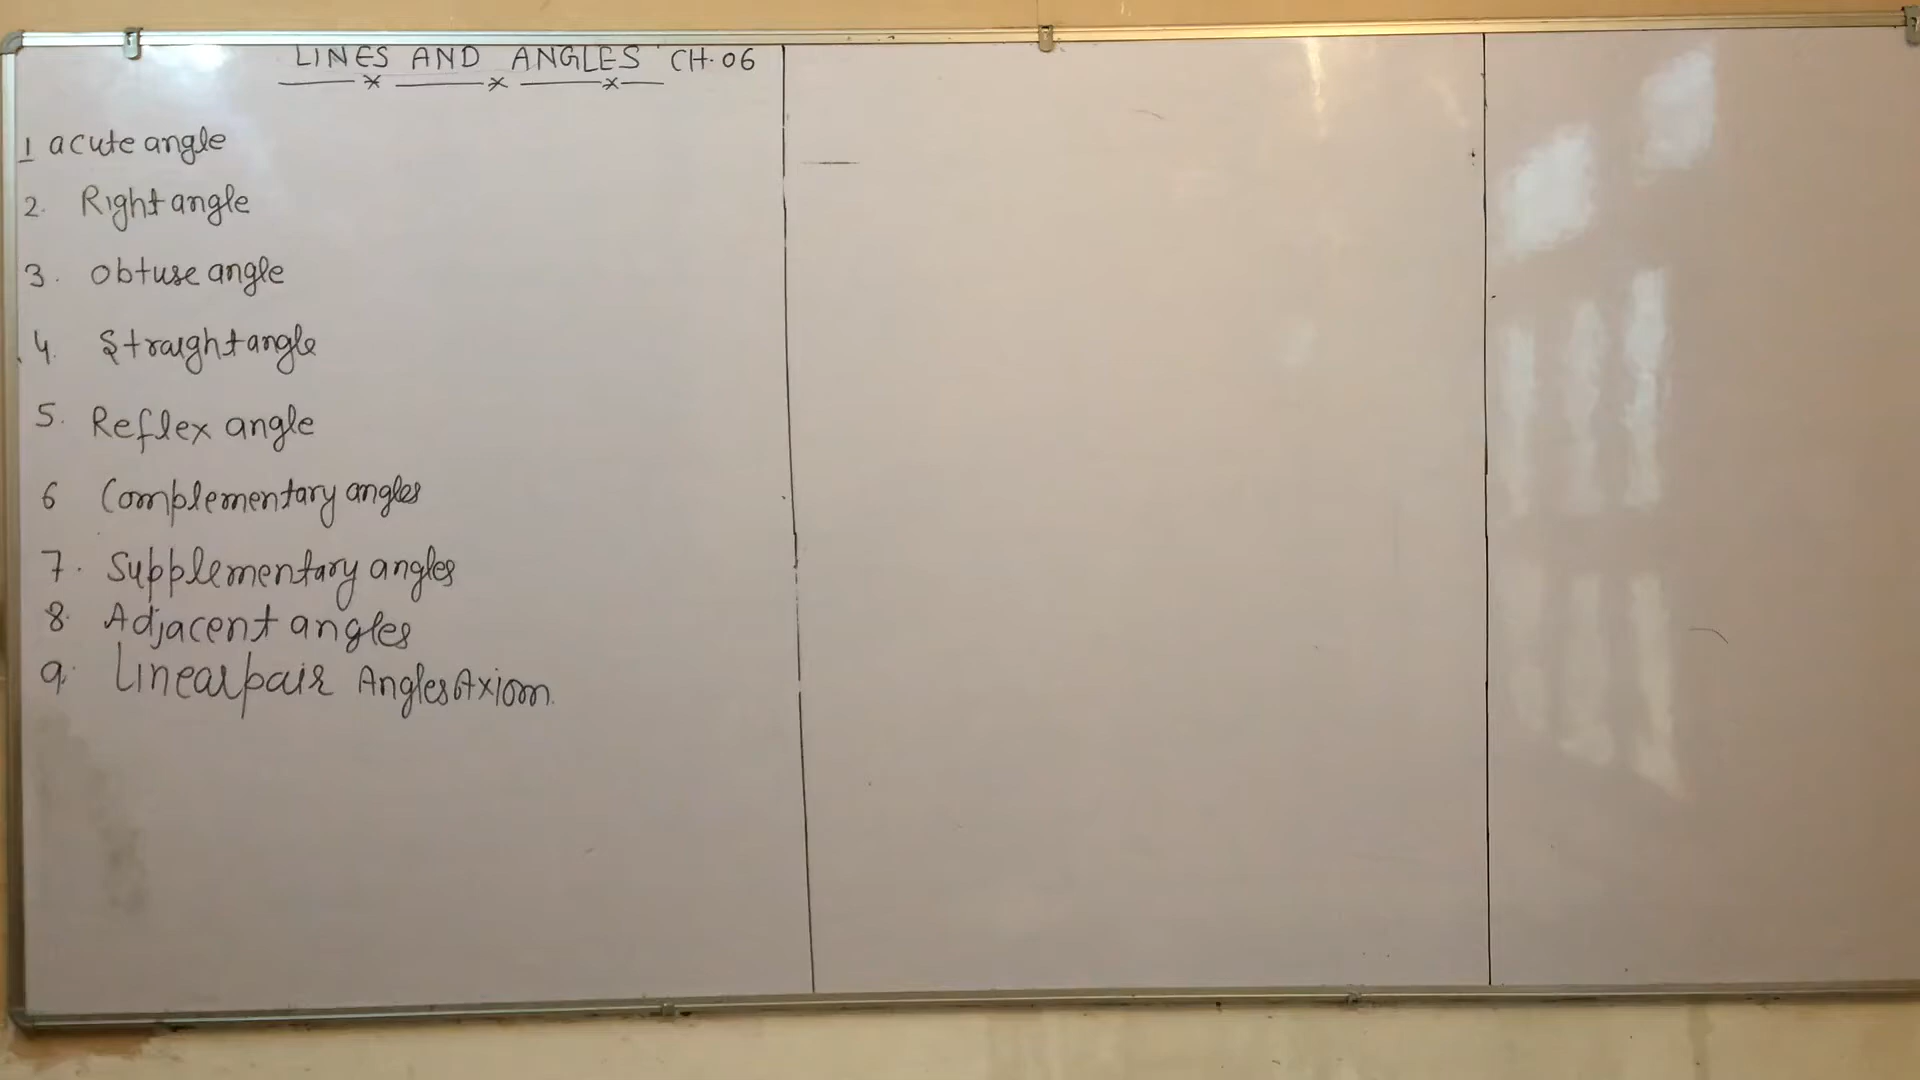 LINES AND ANGLES CH. 06
1 acute angle
2. Right angle
3. Obtuse angle
4. Straight angle
5. Reflex angle
6 Complementary angles
7. Supplementary angles
8. Adjacent angles
9. Linear pair Angles Axiom.